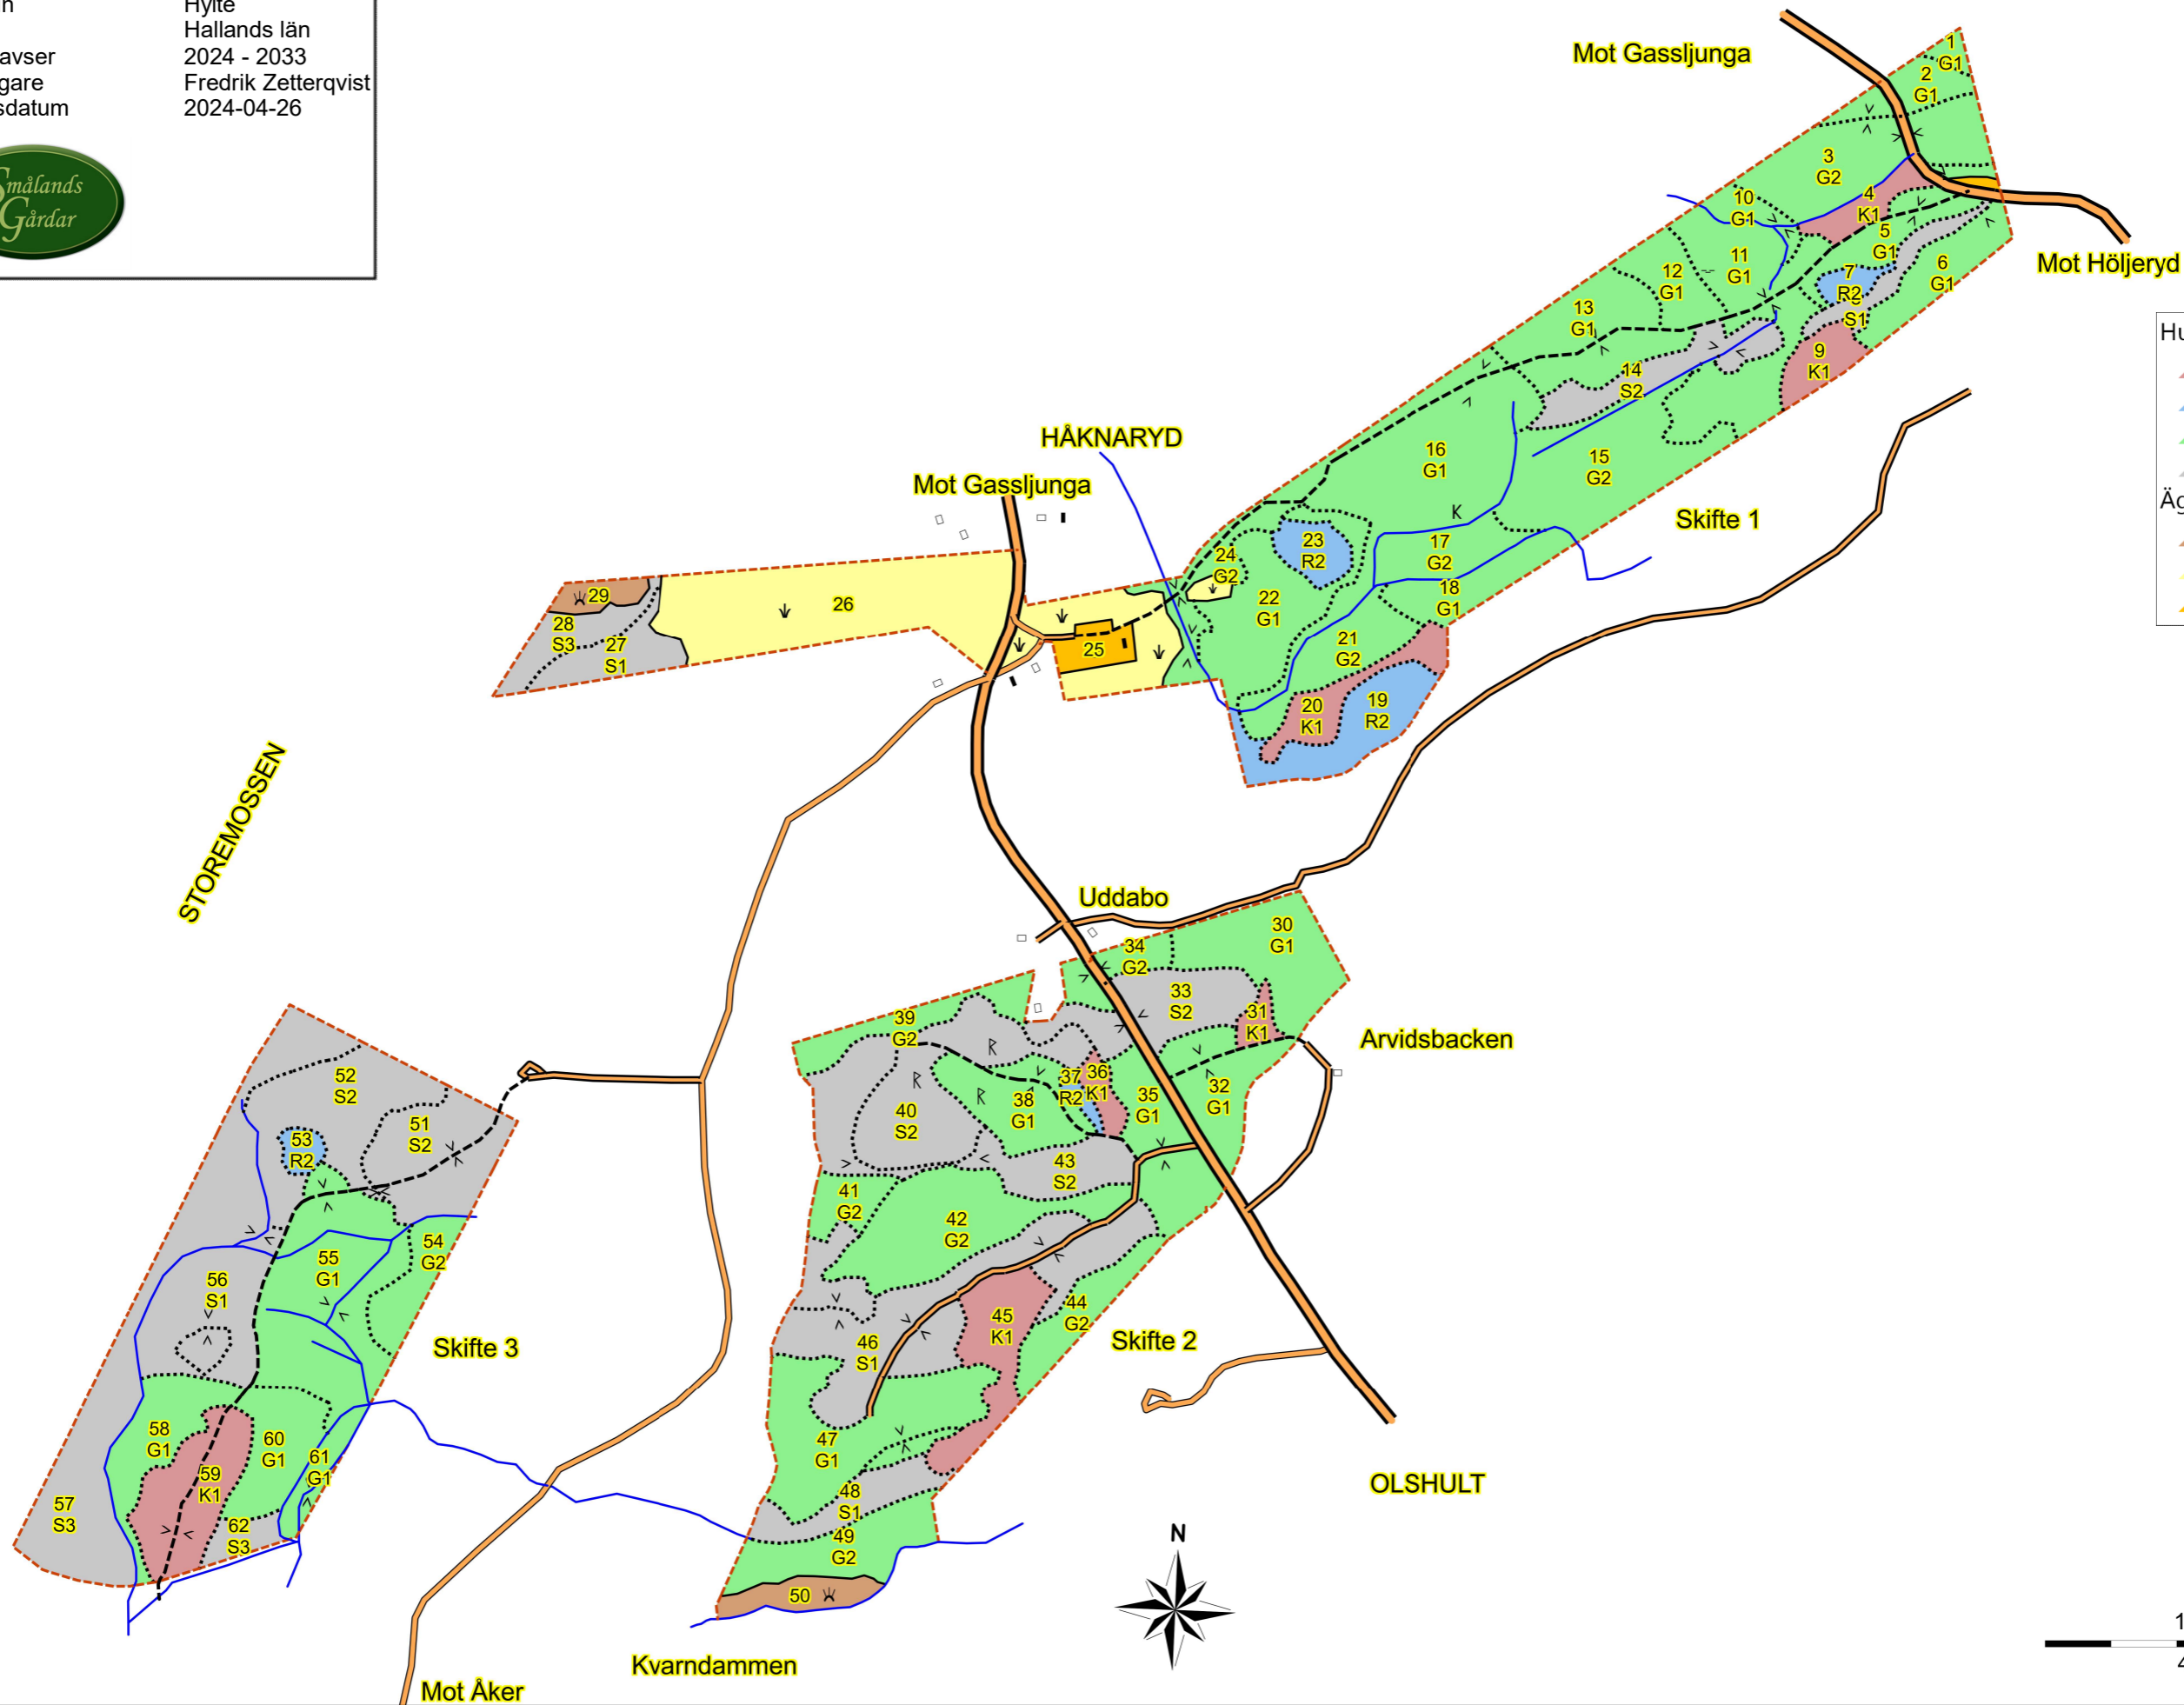 Hylte
Hallands län
avser 2024 - 2033
gare Fredrik Zetterqvist
sdatum 2024-04-26
Smålands
Gårdar
Mot Gassljunga
1
G1
2
G1
3
G2
10
G1
4
K1
5
G1
11
G1
12
G1
6
G1
7
R2
S1
Mot Höljeryd
13
G1
9
K1
14
S2
HÅKNARYD
16
G1
15
G2
Mot Gassljunga
Skifte 1
K
17
G2
23
R2
24
G2
18
G1
22
G1
29
26
28
S3
27
S1
25
21
G2
20
K1
19
R2
STOREMOSSEN
Uddabo
30
G1
34
G2
33
S2
31
K1
39
G2
Arvidsbacken
R
R
R
37
R2
36
K1
35
G1
32
G1
38
G1
40
S2
43
S2
41
G2
42
G2
52
S2
51
S2
53
R2
54
G2
55
G1
56
S1
44
G2
45
K1
46
S1
Skifte 3
Skifte 2
47
G1
58
G1
60
G1
61
G1
59
K1
57
S3
62
S3
48
S1
49
G2
OLSHULT
50
N
Kvarndammen
Mot Åker
Hu
Äg
1
4